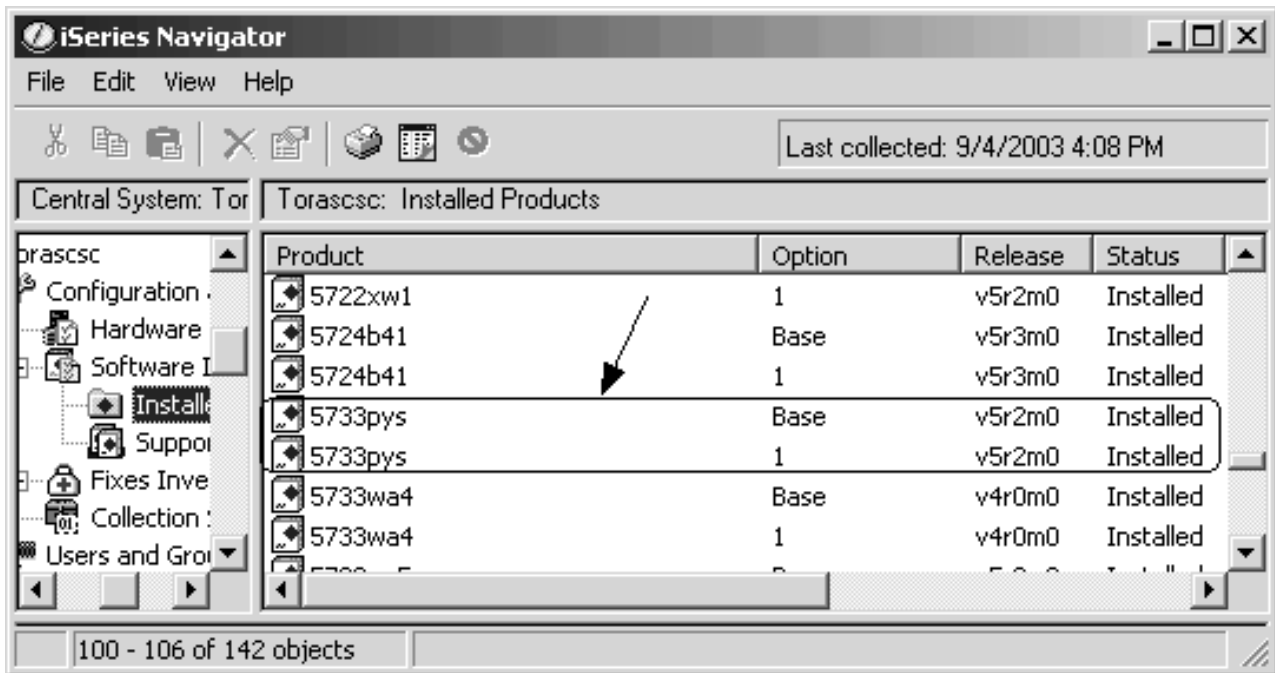 iSeries Navigator
File Edit View Help
Last collected: 9/4/2003 4:08 PM
Central System: Tor
Torascsc: Installed Products
orascsc
Configuration
Hardware
Software I
Installe
Suppor
Fixes Inve
Collection
Users and Grou
Product Option Release Status
5722xw1 1 v5r2m0 Installed
5724b41 Base v5r3m0 Installed
5724b41 1 v5r3m0 Installed
5733pys Base v5r2m0 Installed
5733pys 1 v5r2m0 Installed
5733wa4 Base v4r0m0 Installed
5733wa4 1 v4r0m0 Installed
100 - 106 of 142 objects